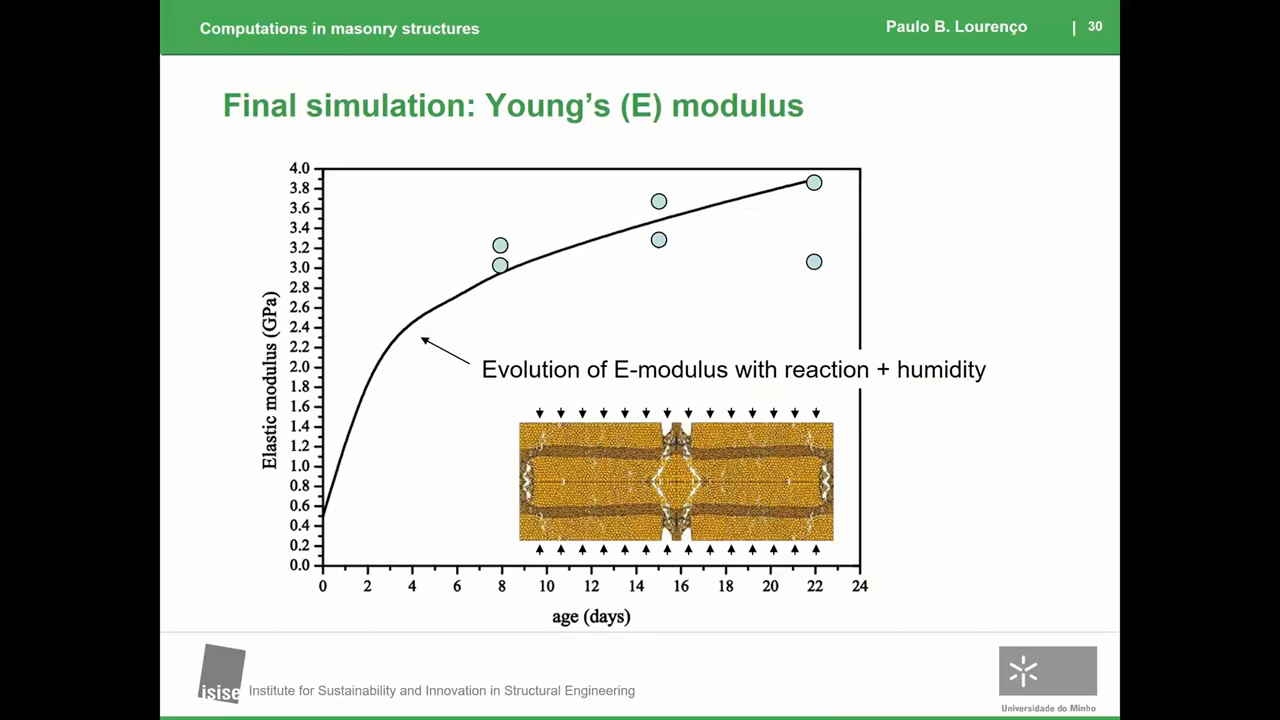 Computations in masonry structures
Paulo B. Lourenço | 30
Final simulation: Young's (E) modulus
4.0
3.8
3.6
3.4
3.2
3.0
2.8
2.6
2.4
2.2
2.0
1.8
1.6
1.4
1.2
1.0
0.8
0.6
0.4
0.2
0.0
Elastic modulus (GPa)
Evolution of E-modulus with reaction + humidity
0 2 4 6 8 10 12 14 16 18 20 22 24
age (days)
isise Institute for Sustainability and Innovation in Structural Engineering
Universidade do Minho